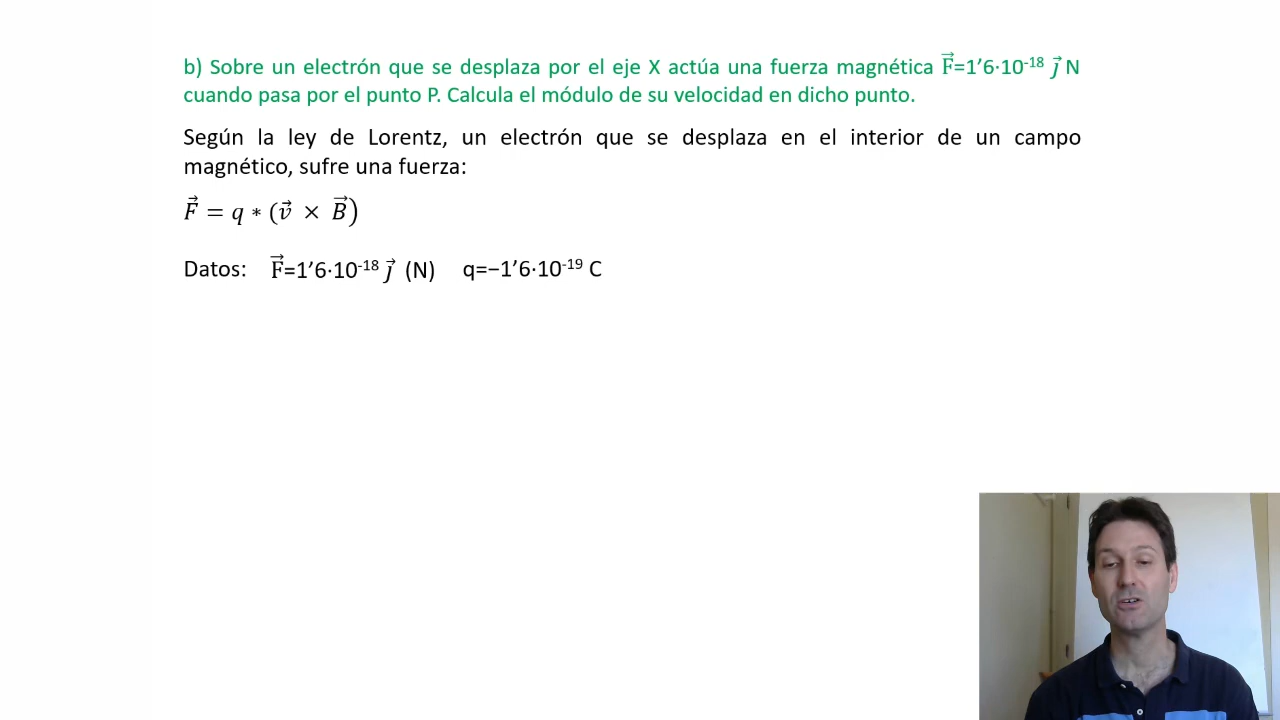 b) Sobre un electrón que se desplaza por el eje X actúa una fuerza magnética F⃗=1’6·10⁻¹⁸ ȷ⃗ N
cuando pasa por el punto P. Calcula el módulo de su velocidad en dicho punto.
Según la ley de Lorentz, un electrón que se desplaza en el interior de un campo
magnético, sufre una fuerza:
F⃗ = q ∗ (v⃗ × B⃗)
Datos: F⃗=1’6·10⁻¹⁸ ȷ⃗ (N) q=−1’6·10⁻¹⁹ C